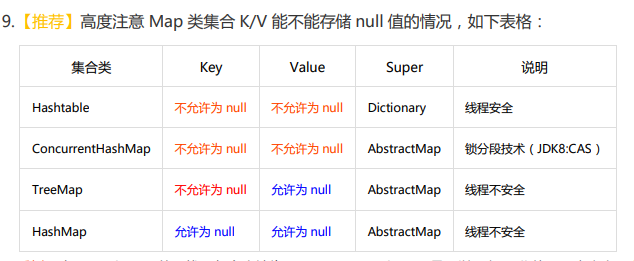 9.【推荐】高度注意 Map 类集合 K/V 能不能存储 null 值的情况，如下表格：
集合类 Key Value Super 说明
Hashtable 不允许为 null 不允许为 null Dictionary 线程安全
ConcurrentHashMap 不允许为 null 不允许为 null AbstractMap 锁分段技术（JDK8:CAS）
TreeMap 不允许为 null 允许为 null AbstractMap 线程不安全
HashMap 允许为 null 允许为 null AbstractMap 线程不安全